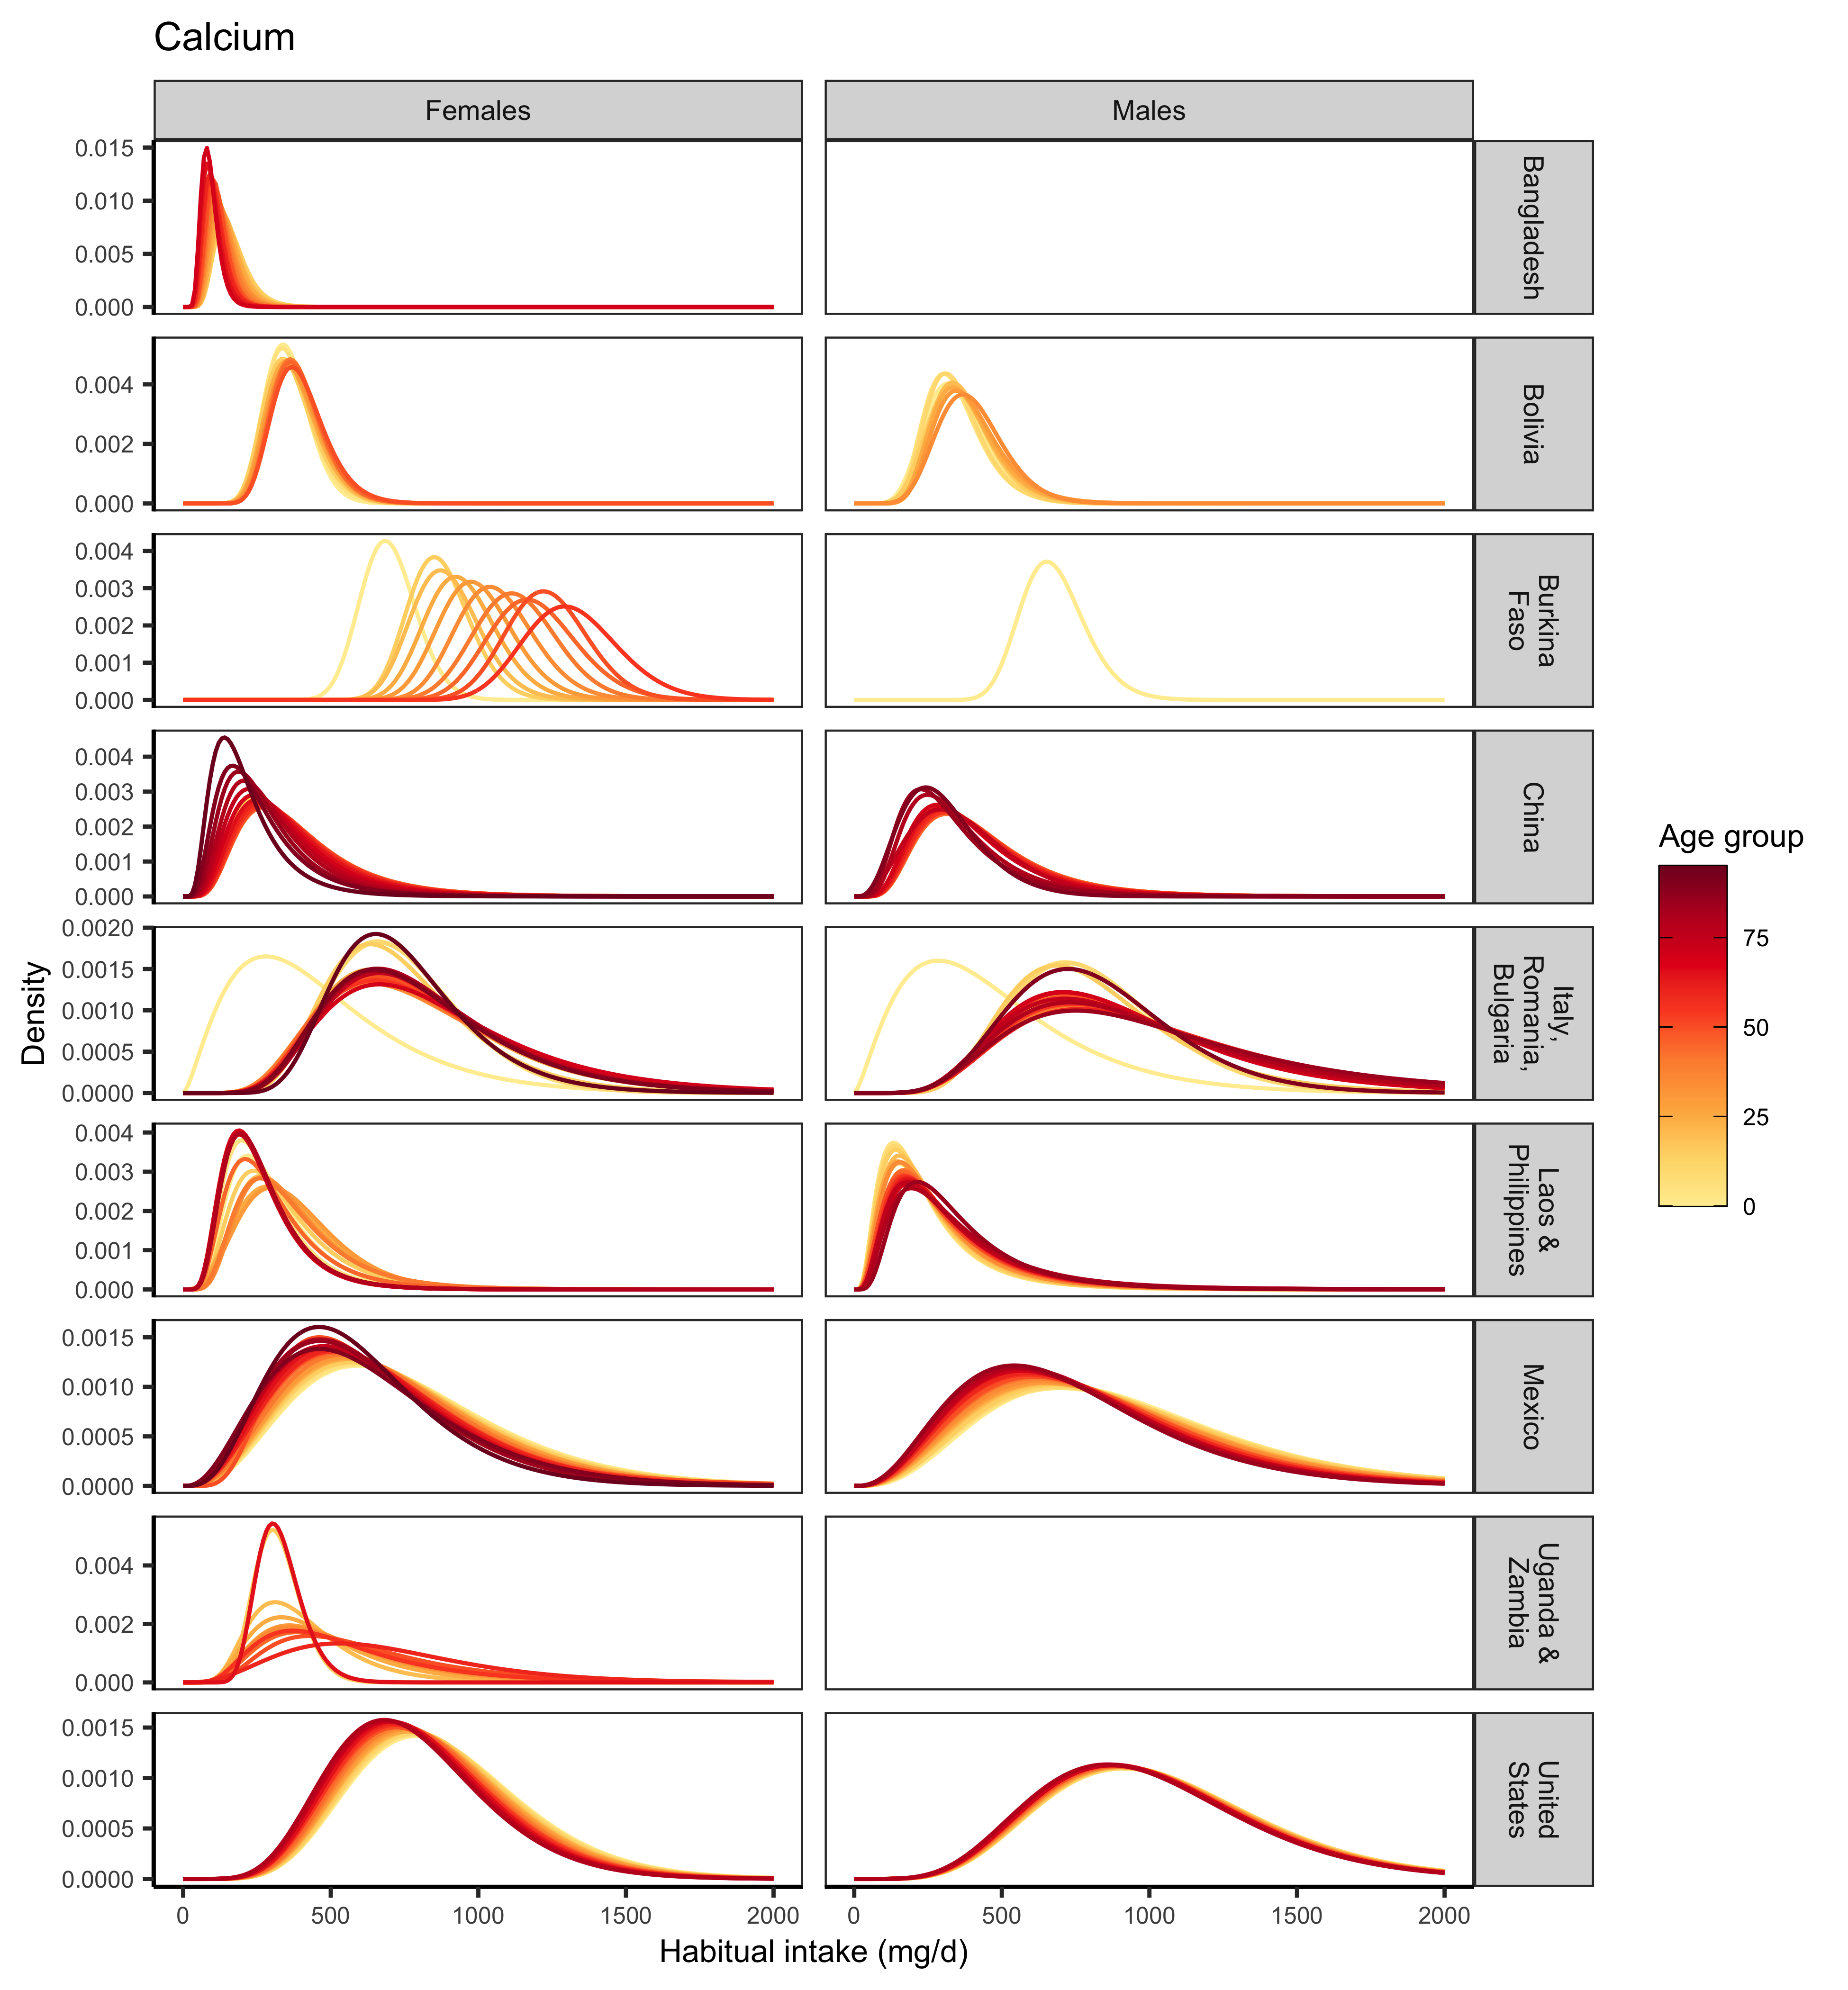 Calcium
Females
Males
0.015
0.010
0.005
0.000
Bangladesh
0.004
0.002
0.000
Bolivia
0.004
0.003
0.002
0.001
0.000
Burkina
Faso
0.004
0.003
0.002
0.001
0.000
China
0.0020
0.0015
0.0010
0.0005
0.0000
Italy,
Romania,
Bulgaria
0.004
0.003
0.002
0.001
0.000
Laos &
Philippines
0.0015
0.0010
0.0005
0.0000
Mexico
0.004
0.002
0.000
Uganda &
Zambia
0.0015
0.0010
0.0005
0.0000
United
States
Density
0 500 1000 1500 2000
0 500 1000 1500 2000
Habitual intake (mg/d)
Age group
75
50
25
0